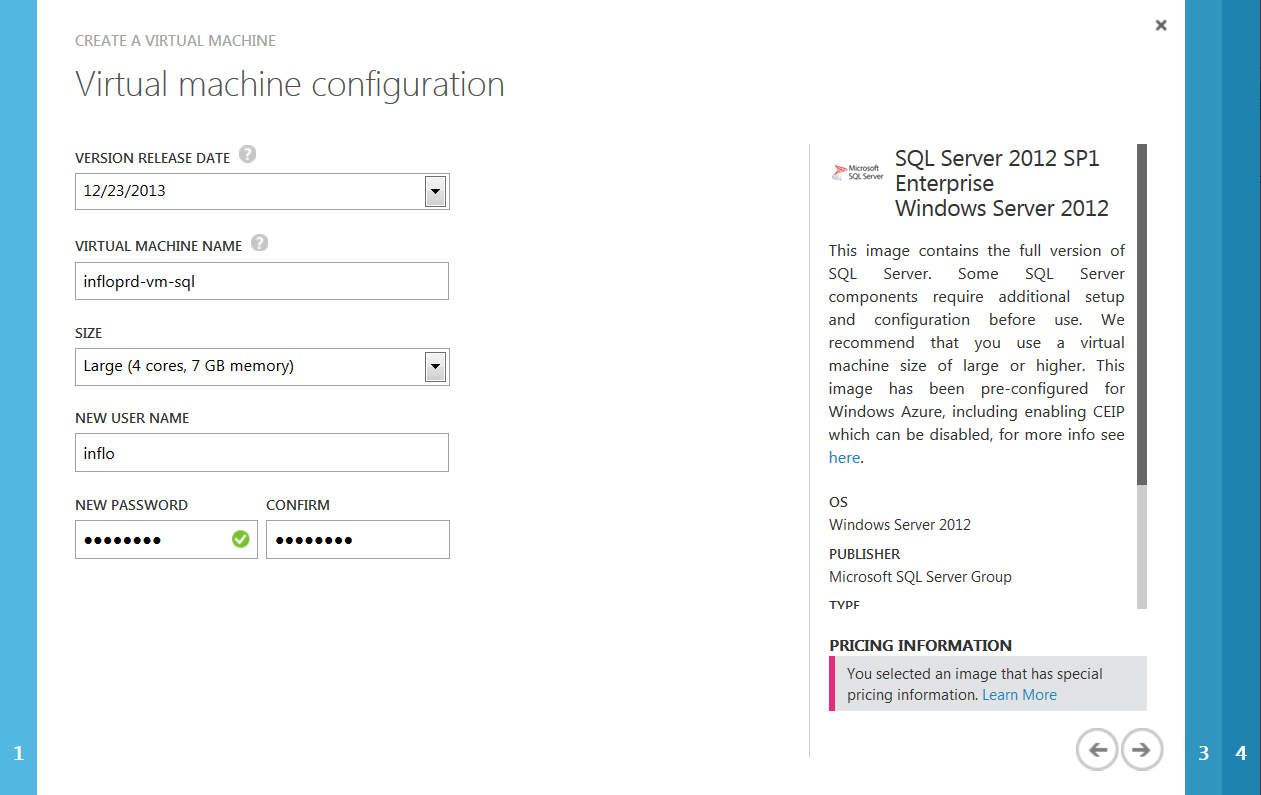 CREATE A VIRTUAL MACHINE
Virtual machine configuration
VERSION RELEASE DATE ?
12/23/2013
VIRTUAL MACHINE NAME ?
infloprd-vm-sql
SIZE
Large (4 cores, 7 GB memory)
NEW USER NAME
inflo
NEW PASSWORD CONFIRM
●●●●●●●● ●●●●●●●●
Microsoft
SQL Server
SQL Server 2012 SP1
Enterprise
Windows Server 2012
This image contains the full version of
SQL Server. Some SQL Server
components require additional setup
and configuration before use. We
recommend that you use a virtual
machine size of large or higher. This
image has been pre-configured for
Windows Azure, including enabling CEIP
which can be disabled, for more info see
here.
OS
Windows Server 2012
PUBLISHER
Microsoft SQL Server Group
TYPE
PRICING INFORMATION
You selected an image that has special
pricing information. Learn More
1
3 4